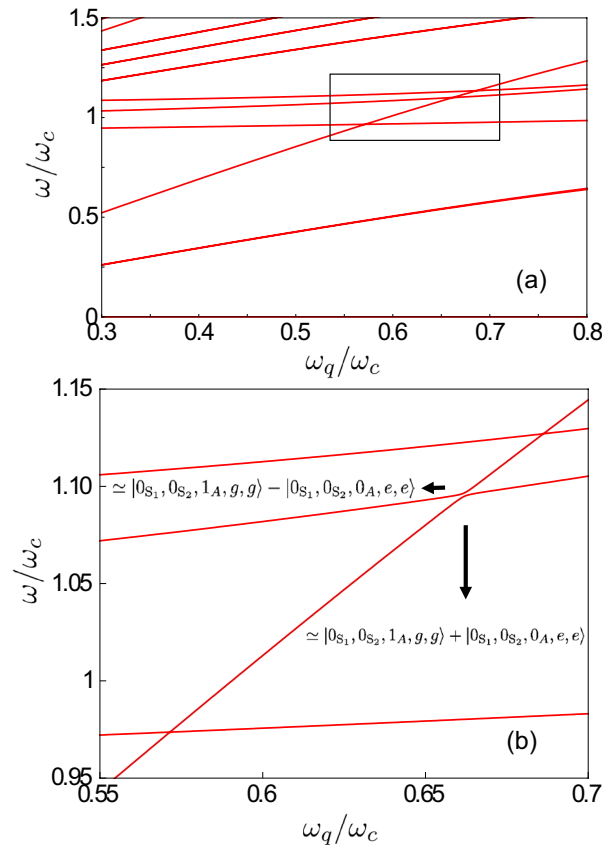 1.5
1
0.5
0
ω/ω_c
(a)
0.3 0.4 0.5 0.6 0.7 0.8
ω_q/ω_c
1.15
1.10
1.05
1
0.95
ω/ω_c
≃ |0_{S_1}, 0_{S_2}, 1_A, g, g⟩ − |0_{S_1}, 0_{S_2}, 0_A, e, e⟩
≃ |0_{S_1}, 0_{S_2}, 1_A, g, g⟩ + |0_{S_1}, 0_{S_2}, 0_A, e, e⟩
(b)
0.55 0.6 0.65 0.7
ω_q/ω_c